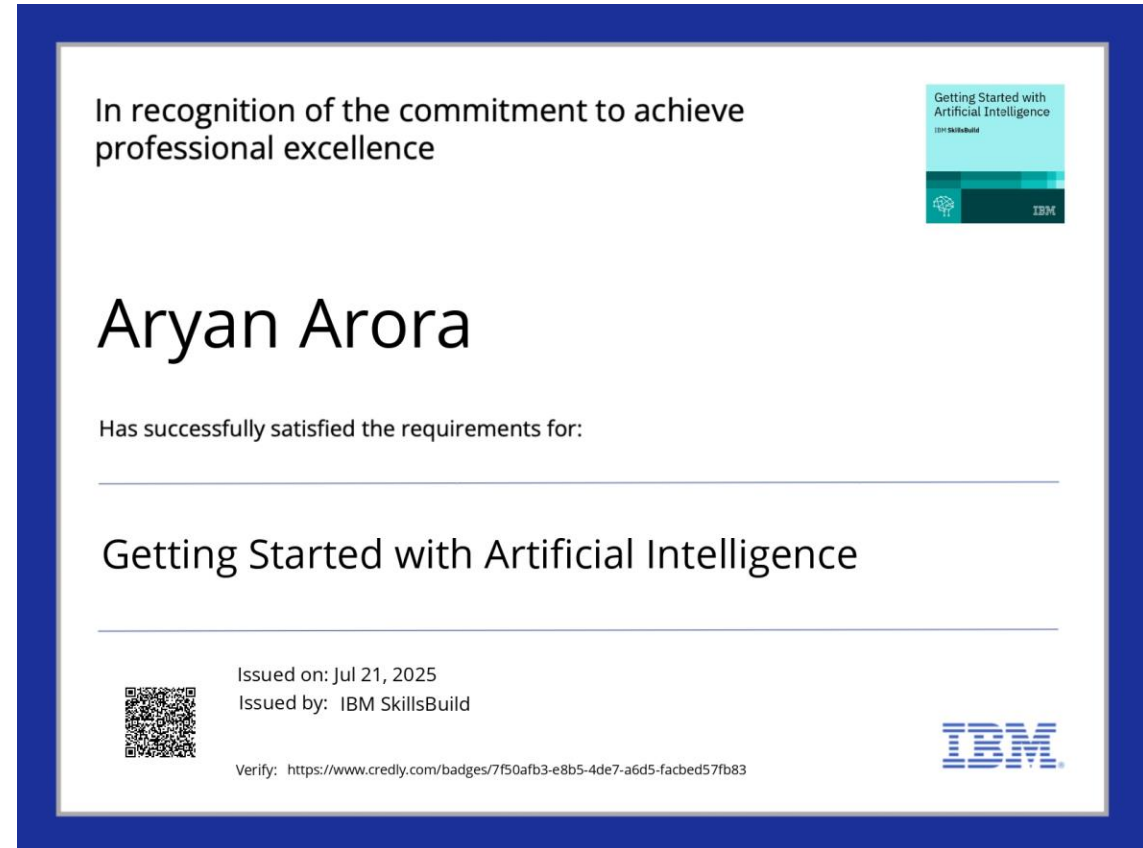 In recognition of the commitment to achieve
professional excellence
Getting Started with
Artificial Intelligence
IBM SkillsBuild
IBM
Aryan Arora
Has successfully satisfied the requirements for:
Getting Started with Artificial Intelligence
Issued on: Jul 21, 2025
Issued by: IBM SkillsBuild
Verify: https://www.credly.com/badges/7f50afb3-e8b5-4de7-a6d5-facbed57fb83
IBM.